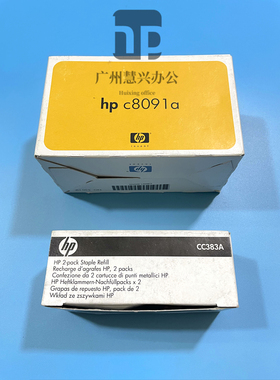 广州慧兴办公
Huixing office
hp c8091a
hp
hp
CC383A
HP 2-pack Staple Refill
Recharge d'agrafes HP, 2 packs
Confezione da 2 cartucce di punti metallici HP
HP Heftklammern-Nachfüllpacks x 2
Grapas de repuesto HP, pack de 2
Wkład ze zszywkami HP